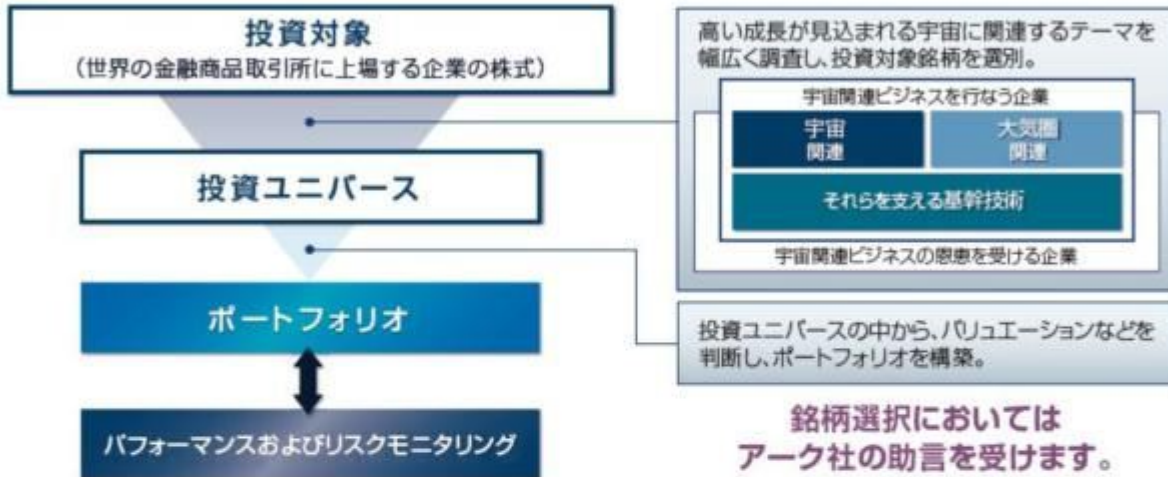 投資対象
（世界の金融商品取引所に上場する企業の株式）
投資ユニバース
ポートフォリオ
パフォーマンスおよびリスクモニタリング
高い成長が見込まれる宇宙に関連するテーマを
幅広く調査し、投資対象銘柄を選別。
宇宙関連ビジネスを行なう企業
宇宙
関連
大気圏
関連
それらを支える基幹技術
宇宙関連ビジネスの恩恵を受ける企業
投資ユニバースの中から、バリュエーションなどを
判断し、ポートフォリオを構築。
銘柄選択においては
アーク社の助言を受けます。